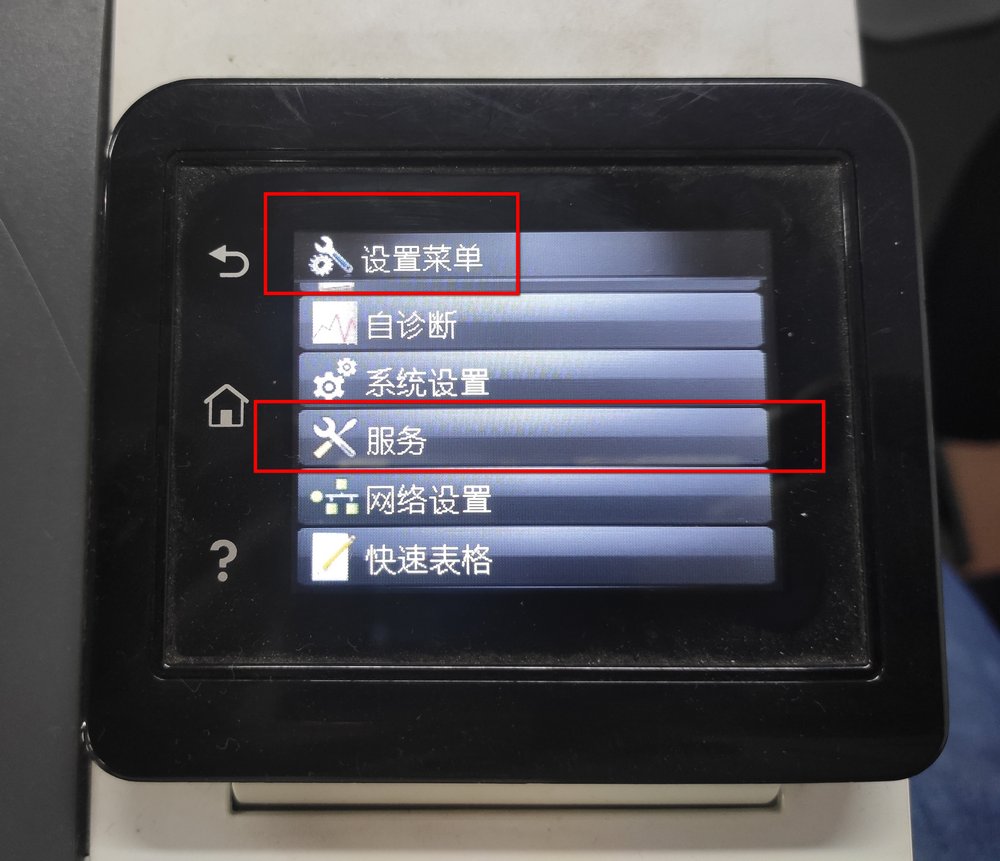 设置菜单
自诊断
系统设置
服务
网络设置
快速表格
?